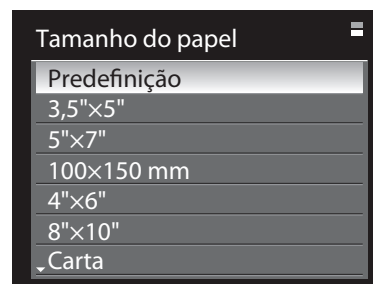 Tamanho do papel
Predefinição
3,5"×5"
5"×7"
100×150 mm
4"×6"
8"×10"
Carta